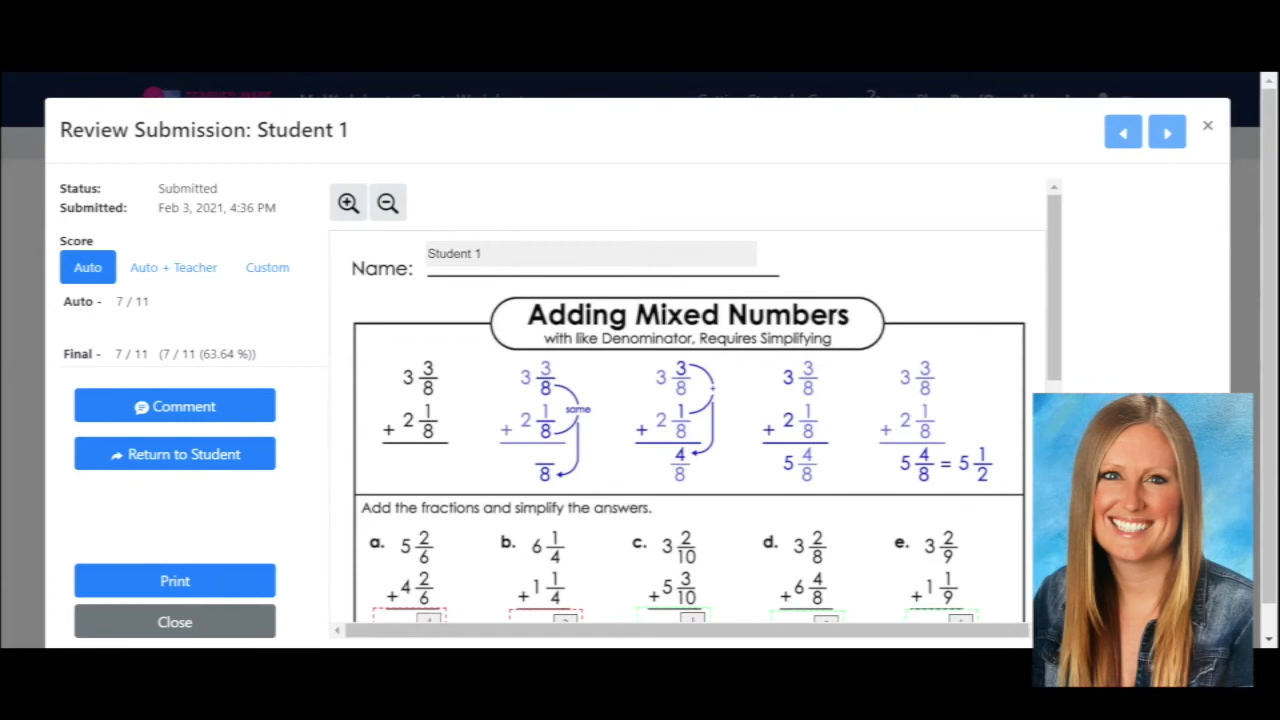 Review Submission: Student 1
Status: Submitted
Submitted: Feb 3, 2021, 4:36 PM
Score
Auto Auto + Teacher Custom
Auto - 7 / 11
Final - 7 / 11 (7 / 11 (63.64 %))
Comment
Return to Student
Print
Close
Name: Student 1
Adding Mixed Numbers
with like Denominator, Requires Simplifying
3 3/8 3 3/8 3 3/8 3 3/8 3 3/8
same +
+ 2 1/8 + 2 1/8 + 2 1/8 + 2 1/8 + 2 1/8
/8 4/8 5 4/8 5 4/8 = 5 1/2
Add the fractions and simplify the answers.
a. 5 2/6 b. 6 1/4 c. 3 2/10 d. 3 2/8 e. 3 2/9
+ 4 2/6 + 1 1/4 + 5 3/10 + 6 4/8 + 1 1/9